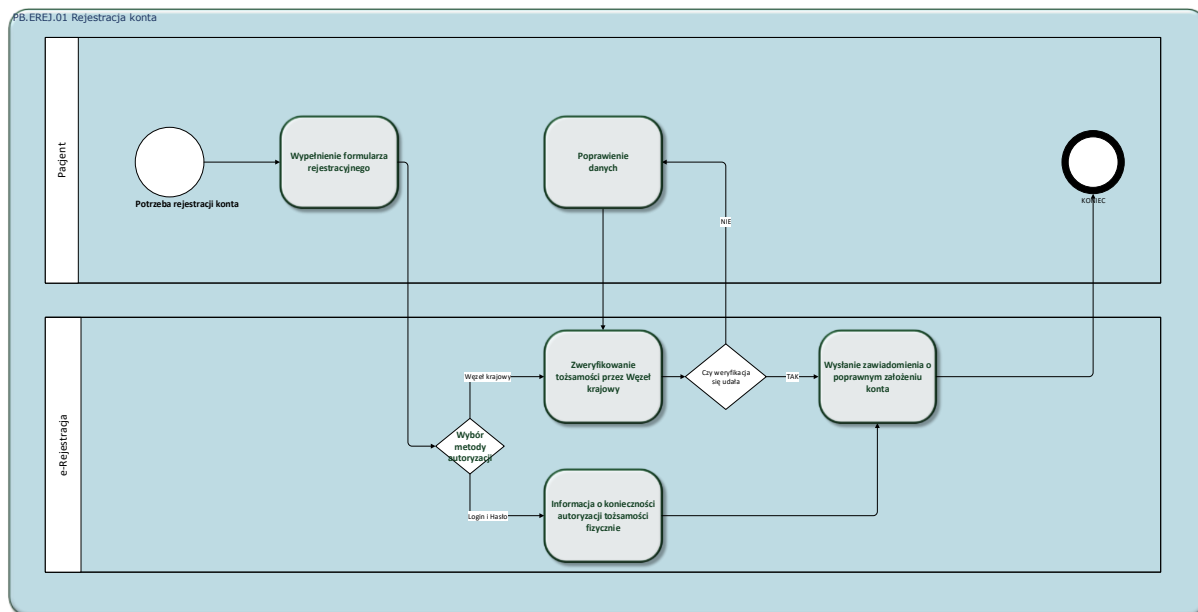 PB.EREJ.01 Rejestracja konta
Pacjent
Potrzeba rejestracji konta
Wypełnienie formularza
rejestracyjnego
Poprawienie
danych
NIE
KONIEC
e-Rejestracja
Wybór
metody
autoryzacji
Węzeł krajowy
Login i Hasło
Zweryfikowanie
tożsamości przez Węzeł
krajowy
Czy weryfikacja
się udała
TAK
Wysłanie zawiadomienia o
poprawnym założeniu
konta
Informacja o konieczności
autoryzacji tożsamości
fizycznie